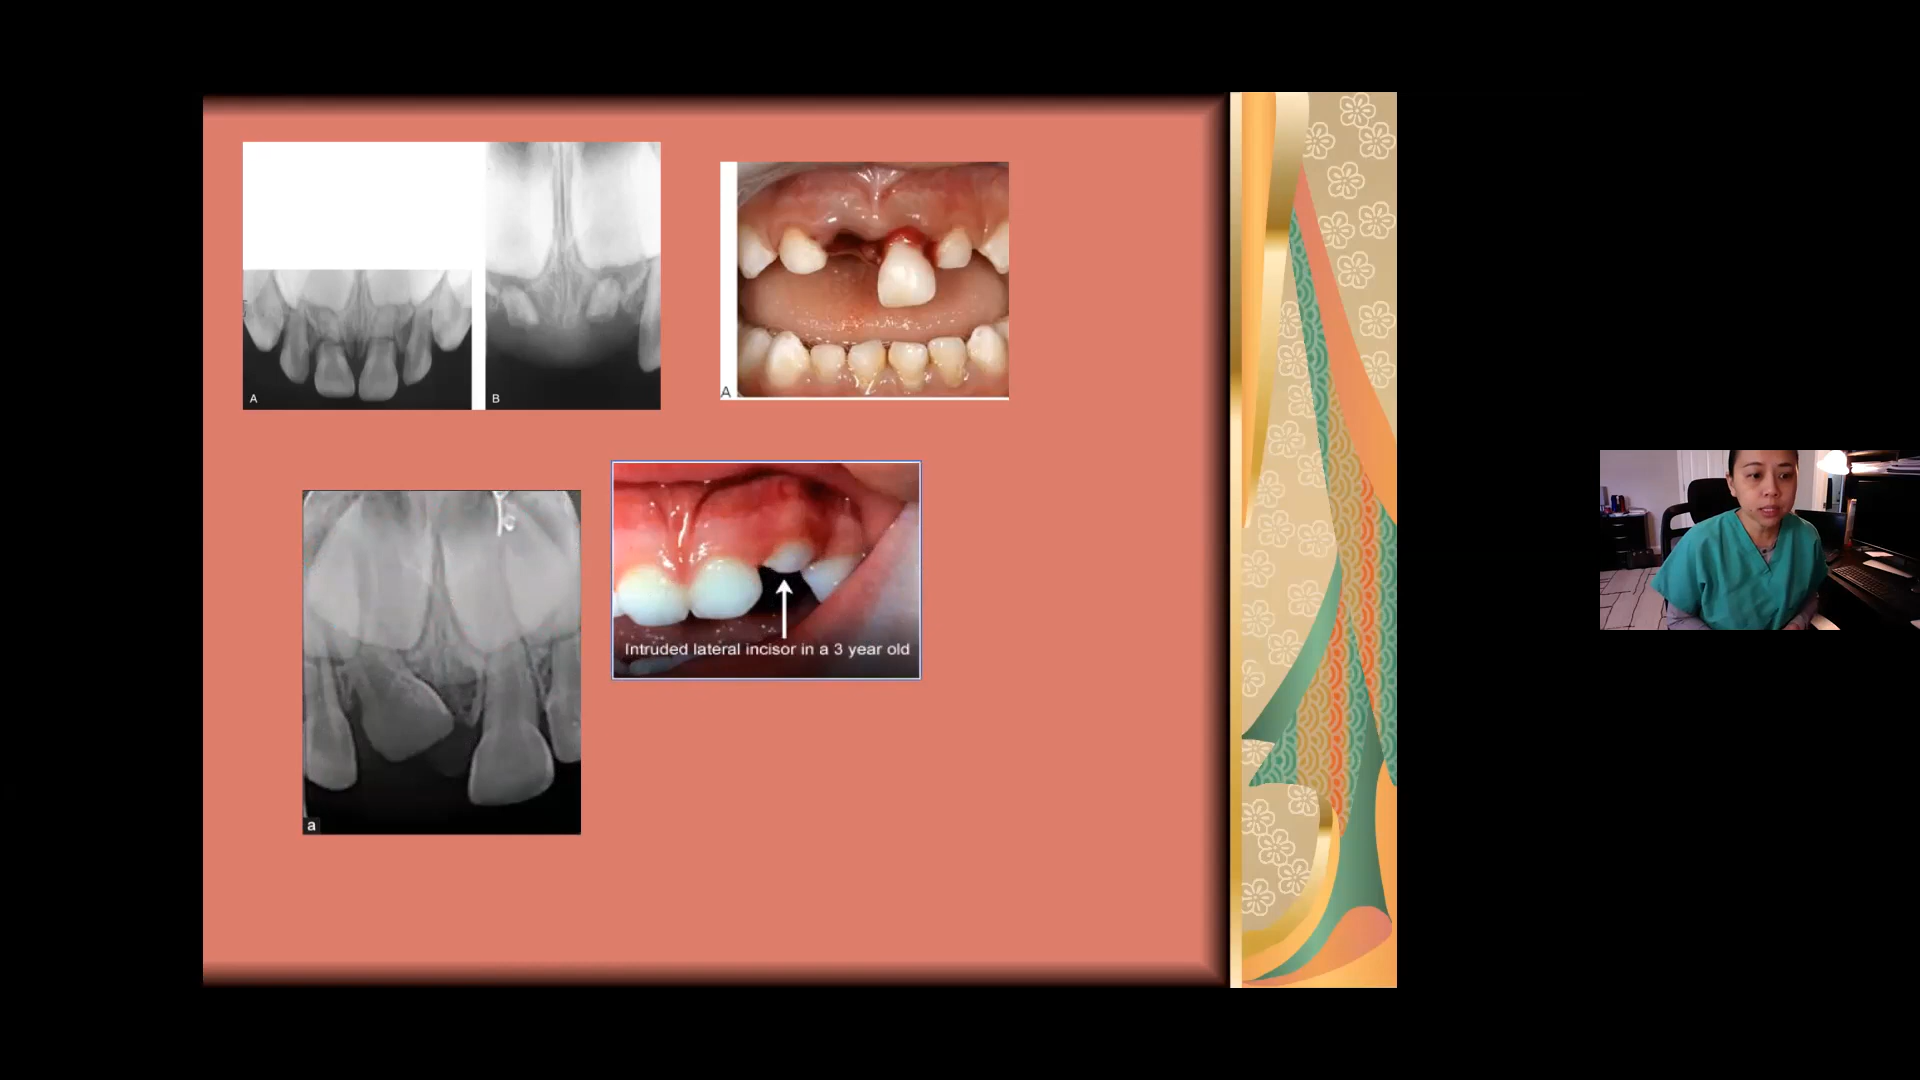 A
B
A
Intruded lateral incisor in a 3 year old
a